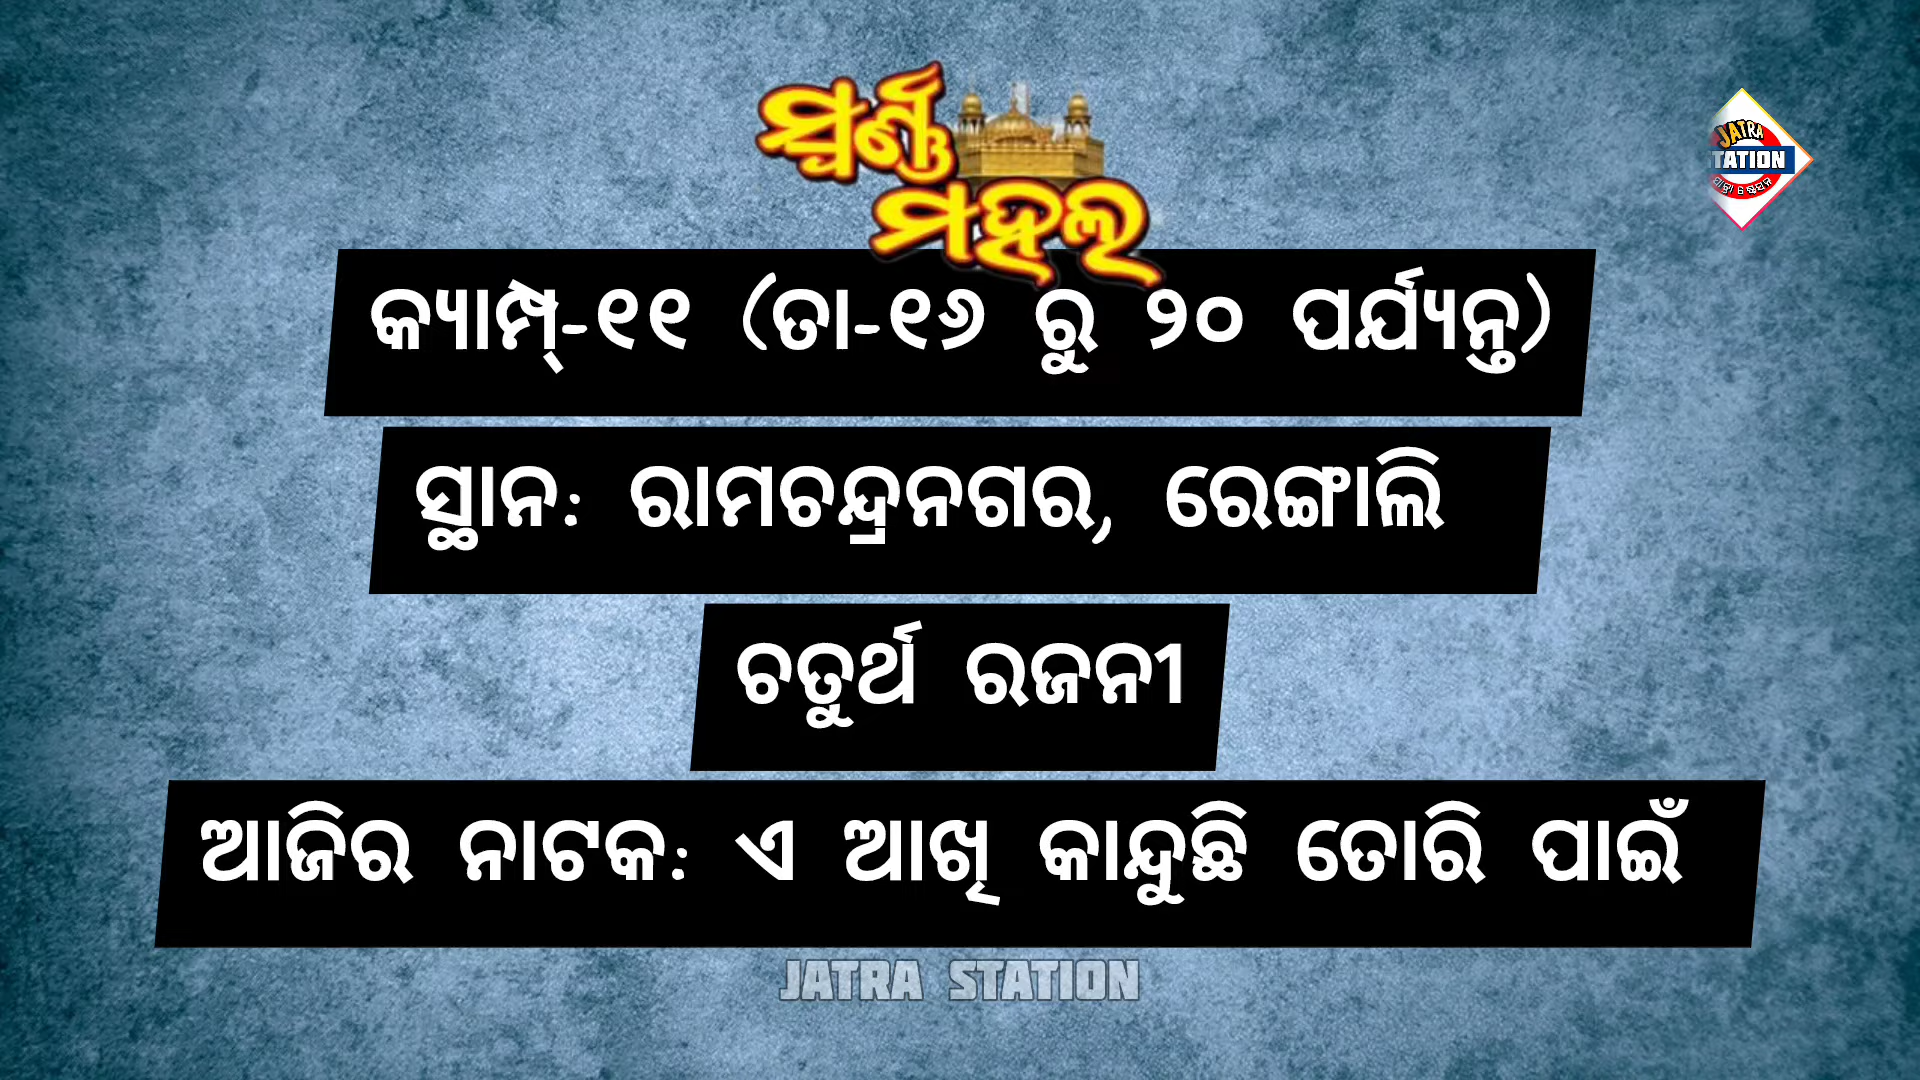 ସ୍ୱର୍ଣ୍ଣ
ମହଲ
JATRA
STATION
କ୍ୟାମ୍ପ-୧୧ (ତା-୧୬ ରୁ ୨୦ ପର୍ଯ୍ୟନ୍ତ)
ସ୍ଥାନ: ରାମଚନ୍ଦ୍ରନଗର, ରେଙ୍ଗାଲି
ଚତୁର୍ଥ ରଜନୀ
ଆଜିର ନାଟକ: ଏ ଆଖି କାନ୍ଦୁଛି ତୋରି ପାଇଁ
JATRA STATION